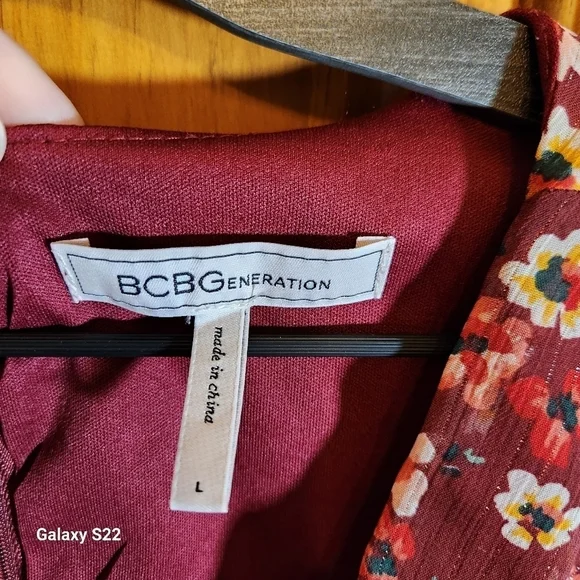 BCBGENERATION
made in china
L
Galaxy S22